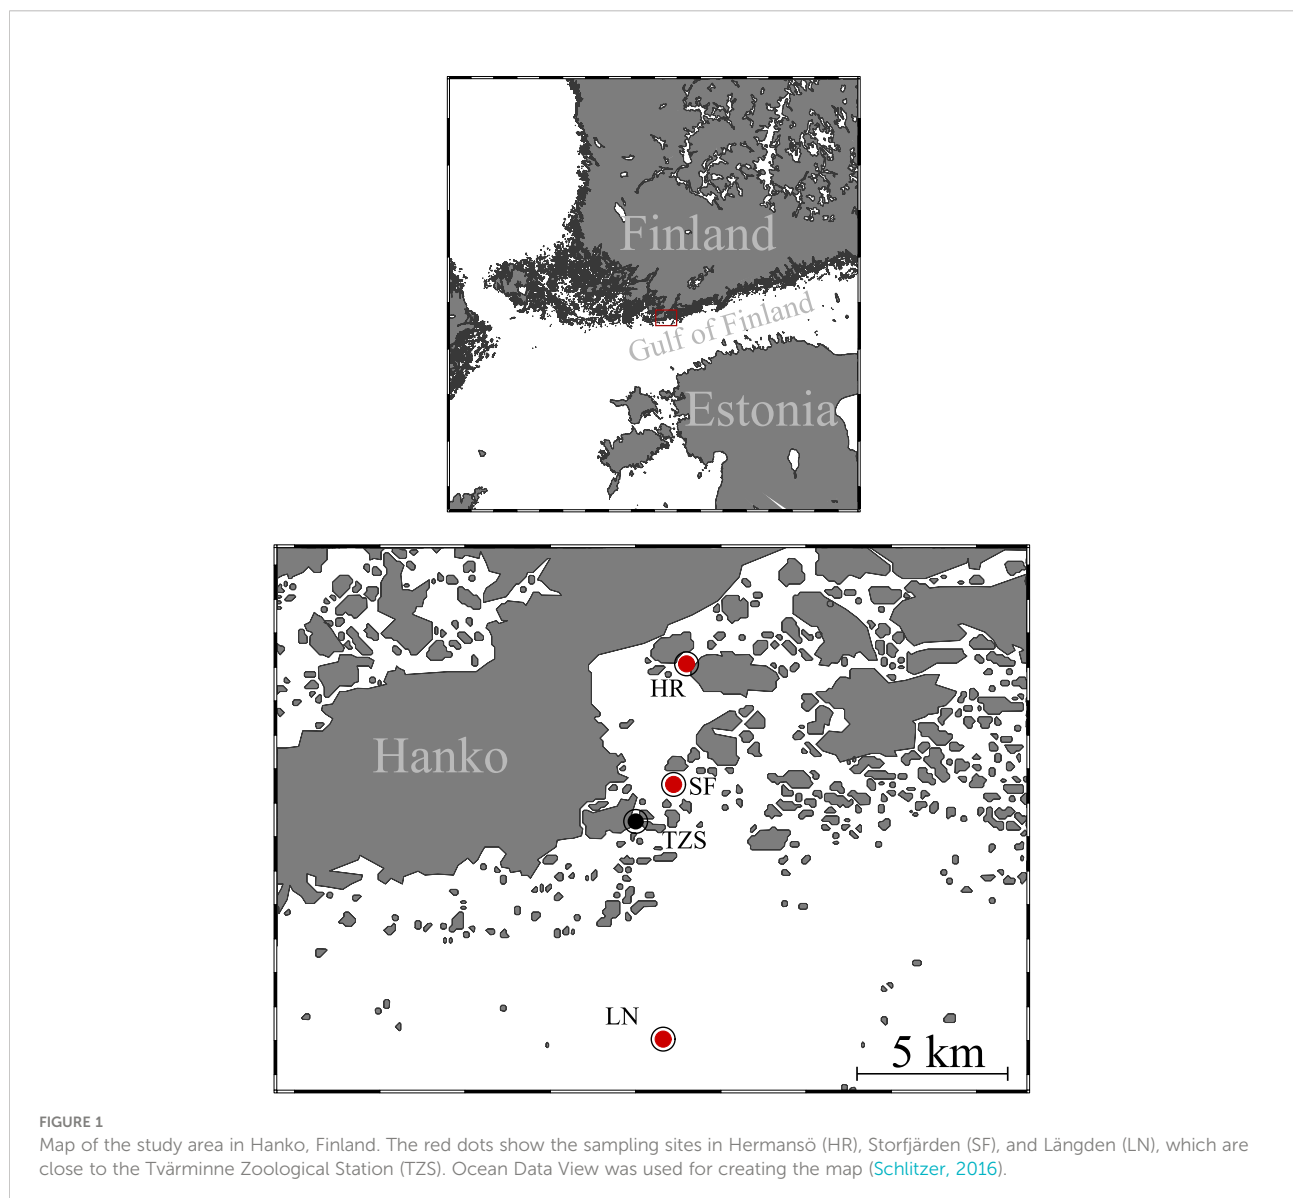 Finland
Gulf of Finland
Estonia
HR
Hanko
SF
TZS
LN
5 km
FIGURE 1
Map of the study area in Hanko, Finland. The red dots show the sampling sites in Hermansö (HR), Storfjärden (SF), and Längden (LN), which are
close to the Tvärminne Zoological Station (TZS). Ocean Data View was used for creating the map (Schlitzer, 2016).